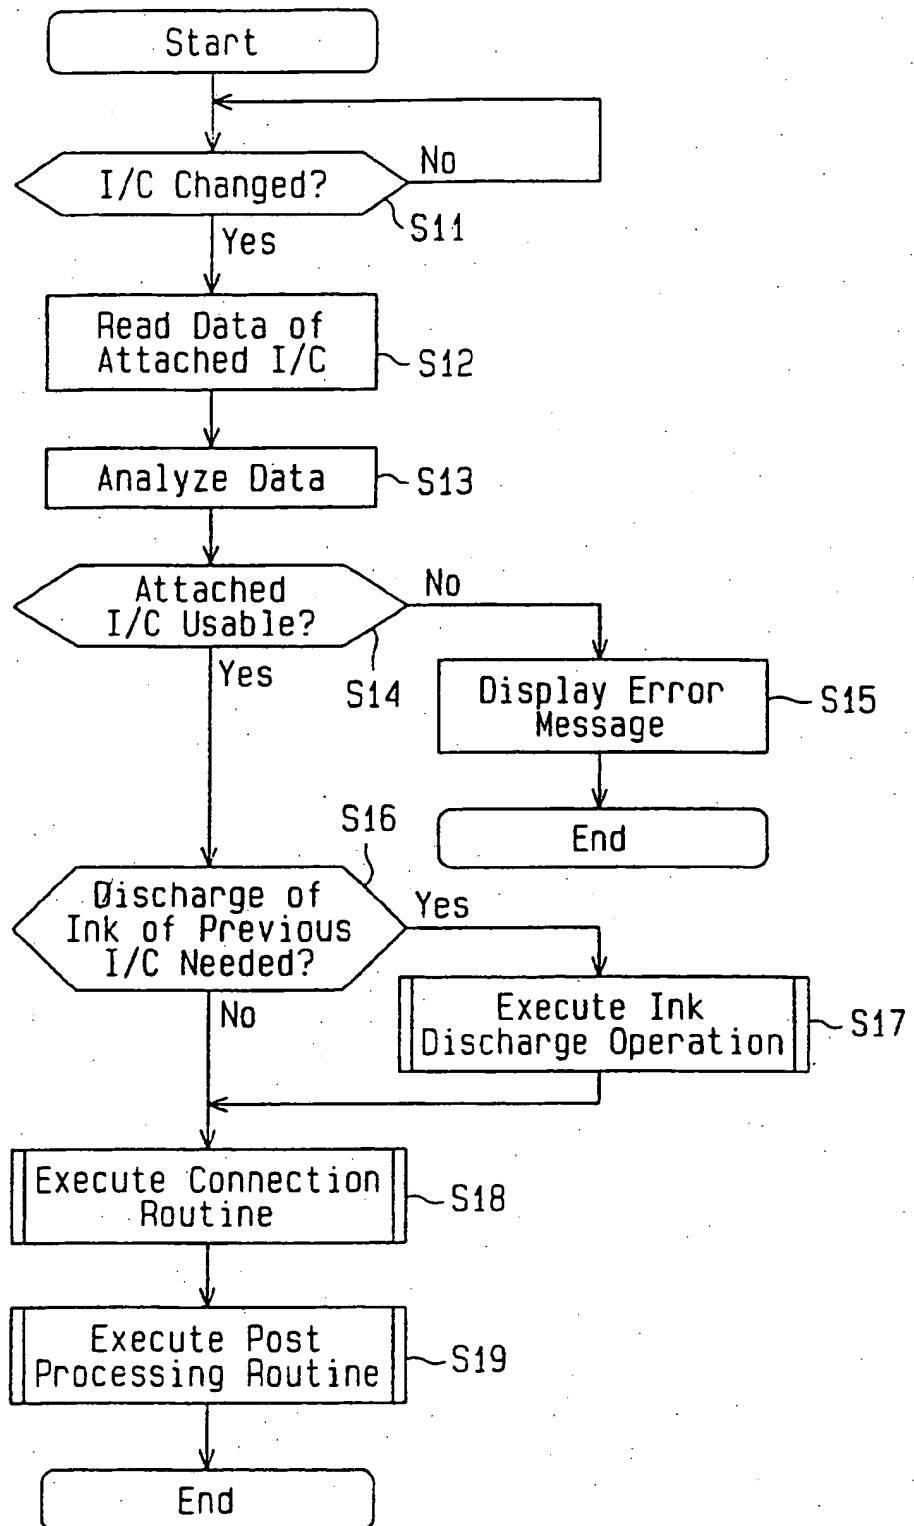 Start
I/C Changed?
No
S11
Yes
Read Data of
Attached I/C
S12
Analyze Data
S13
Attached
I/C Usable?
No
S14
Yes
Display Error
Message
S15
End
S16
Discharge of
Ink of Previous
I/C Needed?
Yes
No
Execute Ink
Discharge Operation
S17
Execute Connection
Routine
S18
Execute Post
Processing Routine
S19
End